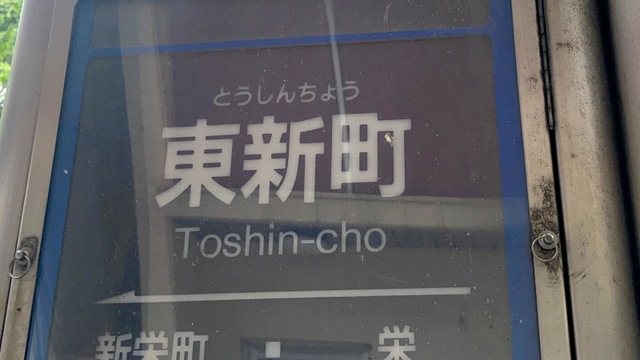 とうしんちょう
東新町
Toshin-cho
新栄町 栄